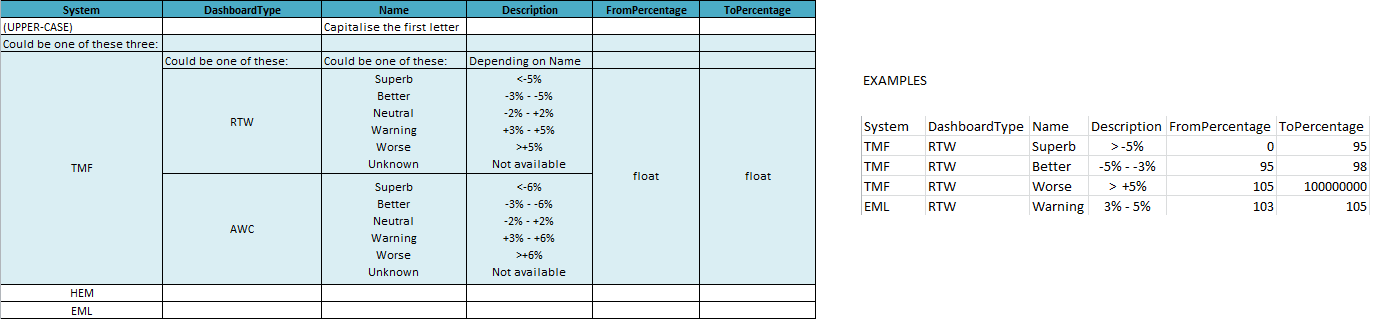 System DashboardType Name Description FromPercentage ToPercentage
(UPPER-CASE) Capitalise the first letter
Could be one of these three:
Could be one of these: Could be one of these: Depending on Name
TMF
RTW
Superb <-5%
Better -3% - -5%
Neutral -2% - +2%
Warning +3% - +5%
Worse >+5%
Unknown Not available
AWC
Superb <-6%
Better -3% - -6%
Neutral -2% - +2%
Warning +3% - +6%
Worse >+6%
Unknown Not available
float float
HEM
EML
EXAMPLES
System DashboardType Name Description FromPercentage ToPercentage
TMF RTW Superb > -5% 0 95
TMF RTW Better -5% - -3% 95 98
TMF RTW Worse > +5% 105 100000000
EML RTW Warning 3% - 5% 103 105